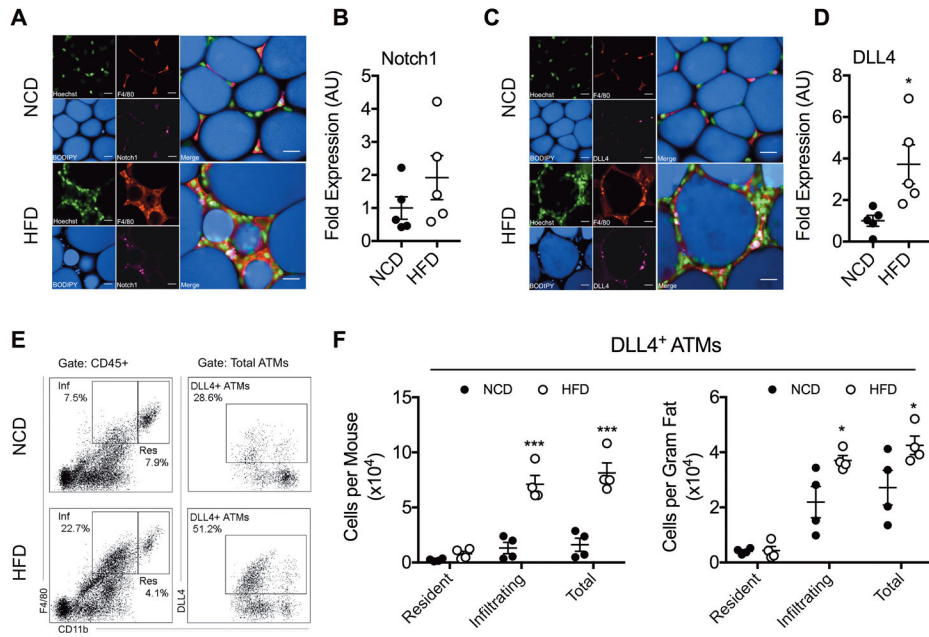 A
NCD
Hoechst
F4/80
BODIPY
Notch1
Merge
HFD
Hoechst
F4/80
BODIPY
Notch1
Merge
B
Notch1
Fold Expression (AU)
5
4
3
2
1
0
NCD
HFD
C
NCD
Hoechst
F4/80
BODIPY
DLL4
Merge
HFD
Hoechst
F4/80
BODIPY
DLL4
Merge
D
DLL4
Fold Expression (AU)
8
6
4
2
0
*
NCD
HFD
E
Gate: CD45+
Gate: Total ATMs
NCD
Inf
7.5%
Res
7.9%
DLL4+ ATMs
28.6%
HFD
Inf
22.7%
Res
4.1%
DLL4+ ATMs
51.2%
F4/80
CD11b
DLL4
F
DLL4+ ATMs
NCD HFD
Cells per Mouse
(x10⁴)
15
10
5
0
***
***
Resident
Infiltrating
Total
NCD HFD
Cells per Gram Fat
(x10⁴)
6
4
2
0
*
*
Resident
Infiltrating
Total